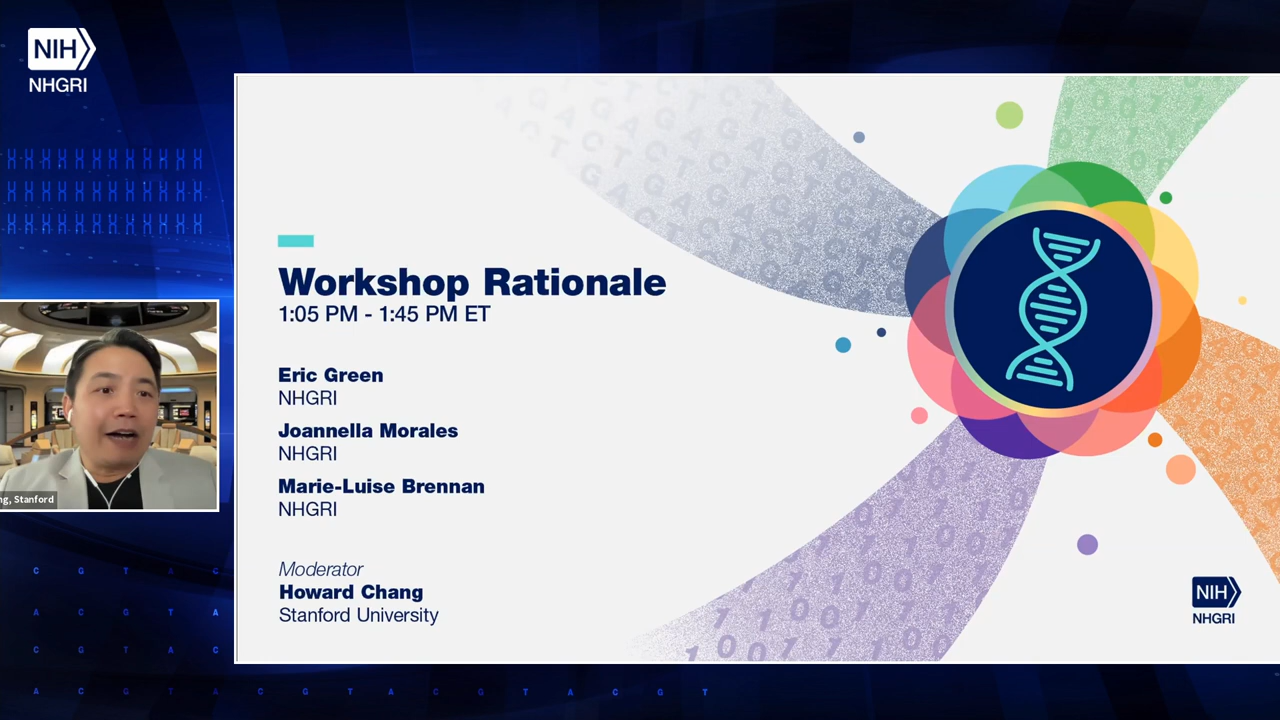 NIH
NHGRI
Workshop Rationale
1:05 PM - 1:45 PM ET
Eric Green
NHGRI
Joannella Morales
NHGRI
Marie-Luise Brennan
NHGRI
Moderator
Howard Chang
Stanford University
ng, Stanford
NIH
NHGRI
C G T A C
A C G T A
C G T A C
A C G T A C G T A C G T A C G T